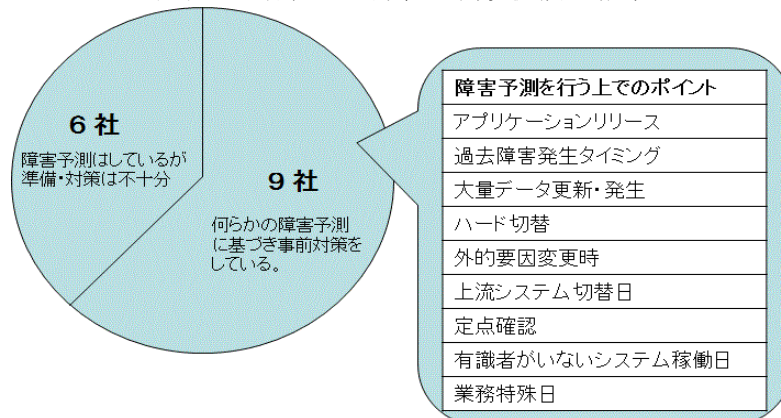 6社
障害予測はしているが
準備・対策は不十分
9社
何らかの障害予測
に基づき事前対策を
している。
障害予測を行う上でのポイント
アプリケーションリリース
過去障害発生タイミング
大量データ更新・発生
ハード切替
外的要因変更時
上流システム切替日
定点確認
有識者がいないシステム稼働日
業務特殊日